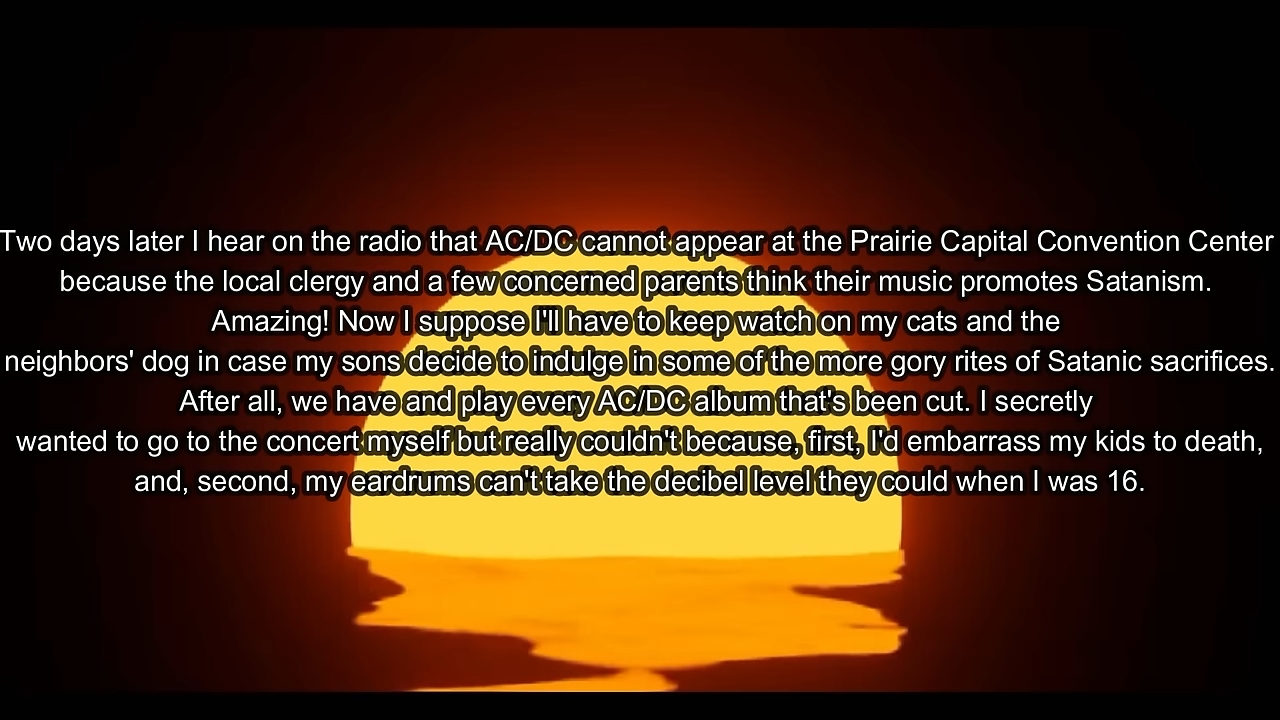 Two days later I hear on the radio that AC/DC cannot appear at the Prairie Capital Convention Center
because the local clergy and a few concerned parents think their music promotes Satanism.
Amazing! Now I suppose I'll have to keep watch on my cats and the
neighbors' dog in case my sons decide to indulge in some of the more gory rites of Satanic sacrifices.
After all, we have and play every AC/DC album that's been cut. I secretly
wanted to go to the concert myself but really couldn't because, first, I'd embarrass my kids to death,
and, second, my eardrums can't take the decibel level they could when I was 16.